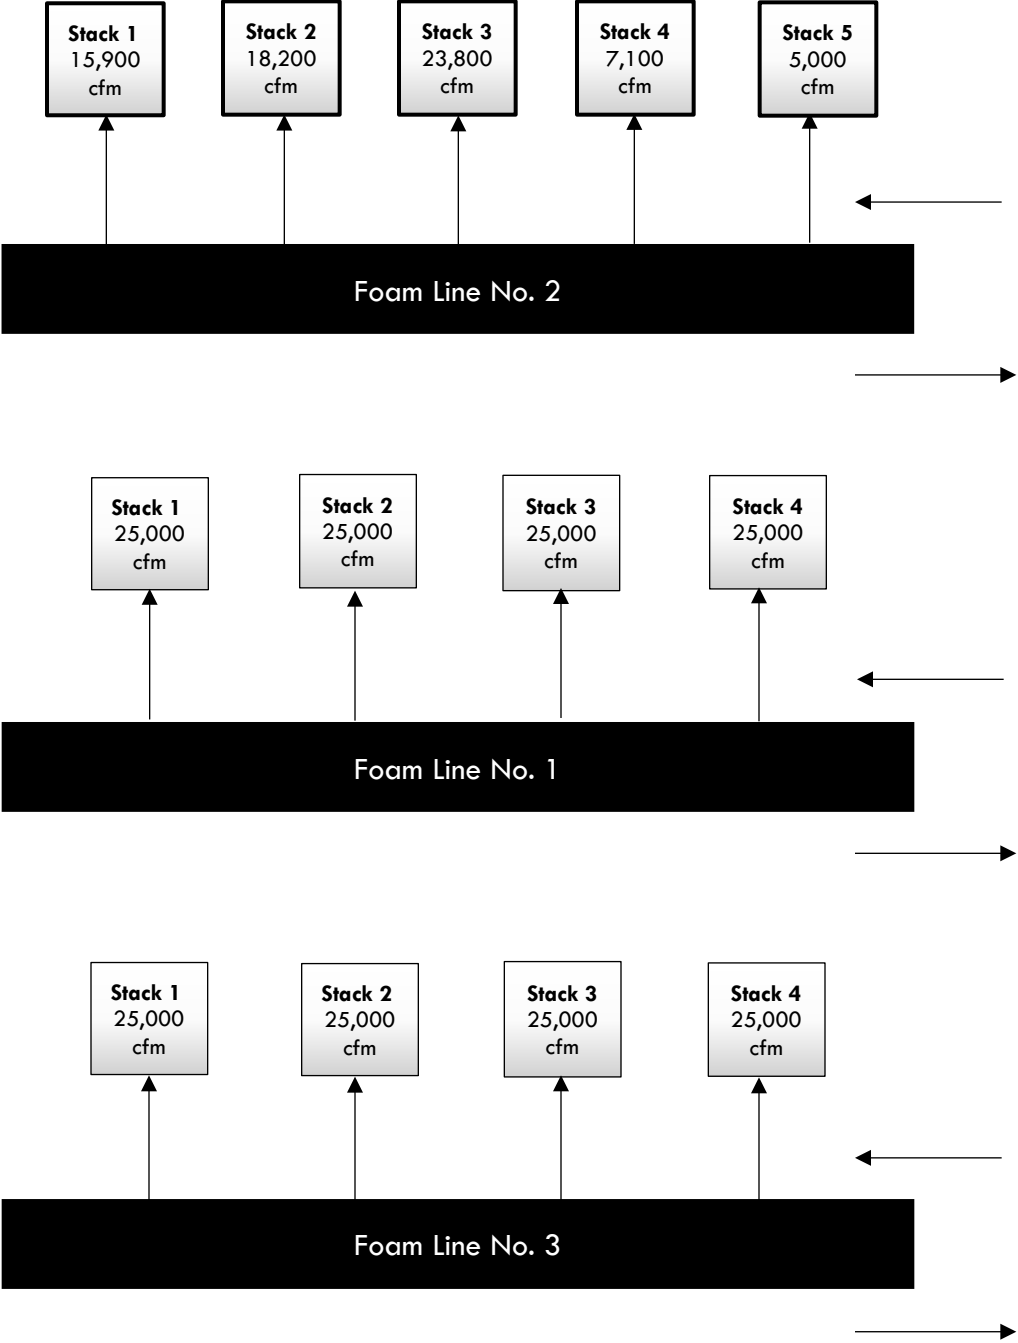 Stack 1
15,900
cfm
Stack 2
18,200
cfm
Stack 3
23,800
cfm
Stack 4
7,100
cfm
Stack 5
5,000
cfm
Foam Line No. 2
Stack 1
25,000
cfm
Stack 2
25,000
cfm
Stack 3
25,000
cfm
Stack 4
25,000
cfm
Foam Line No. 1
Stack 1
25,000
cfm
Stack 2
25,000
cfm
Stack 3
25,000
cfm
Stack 4
25,000
cfm
Foam Line No. 3